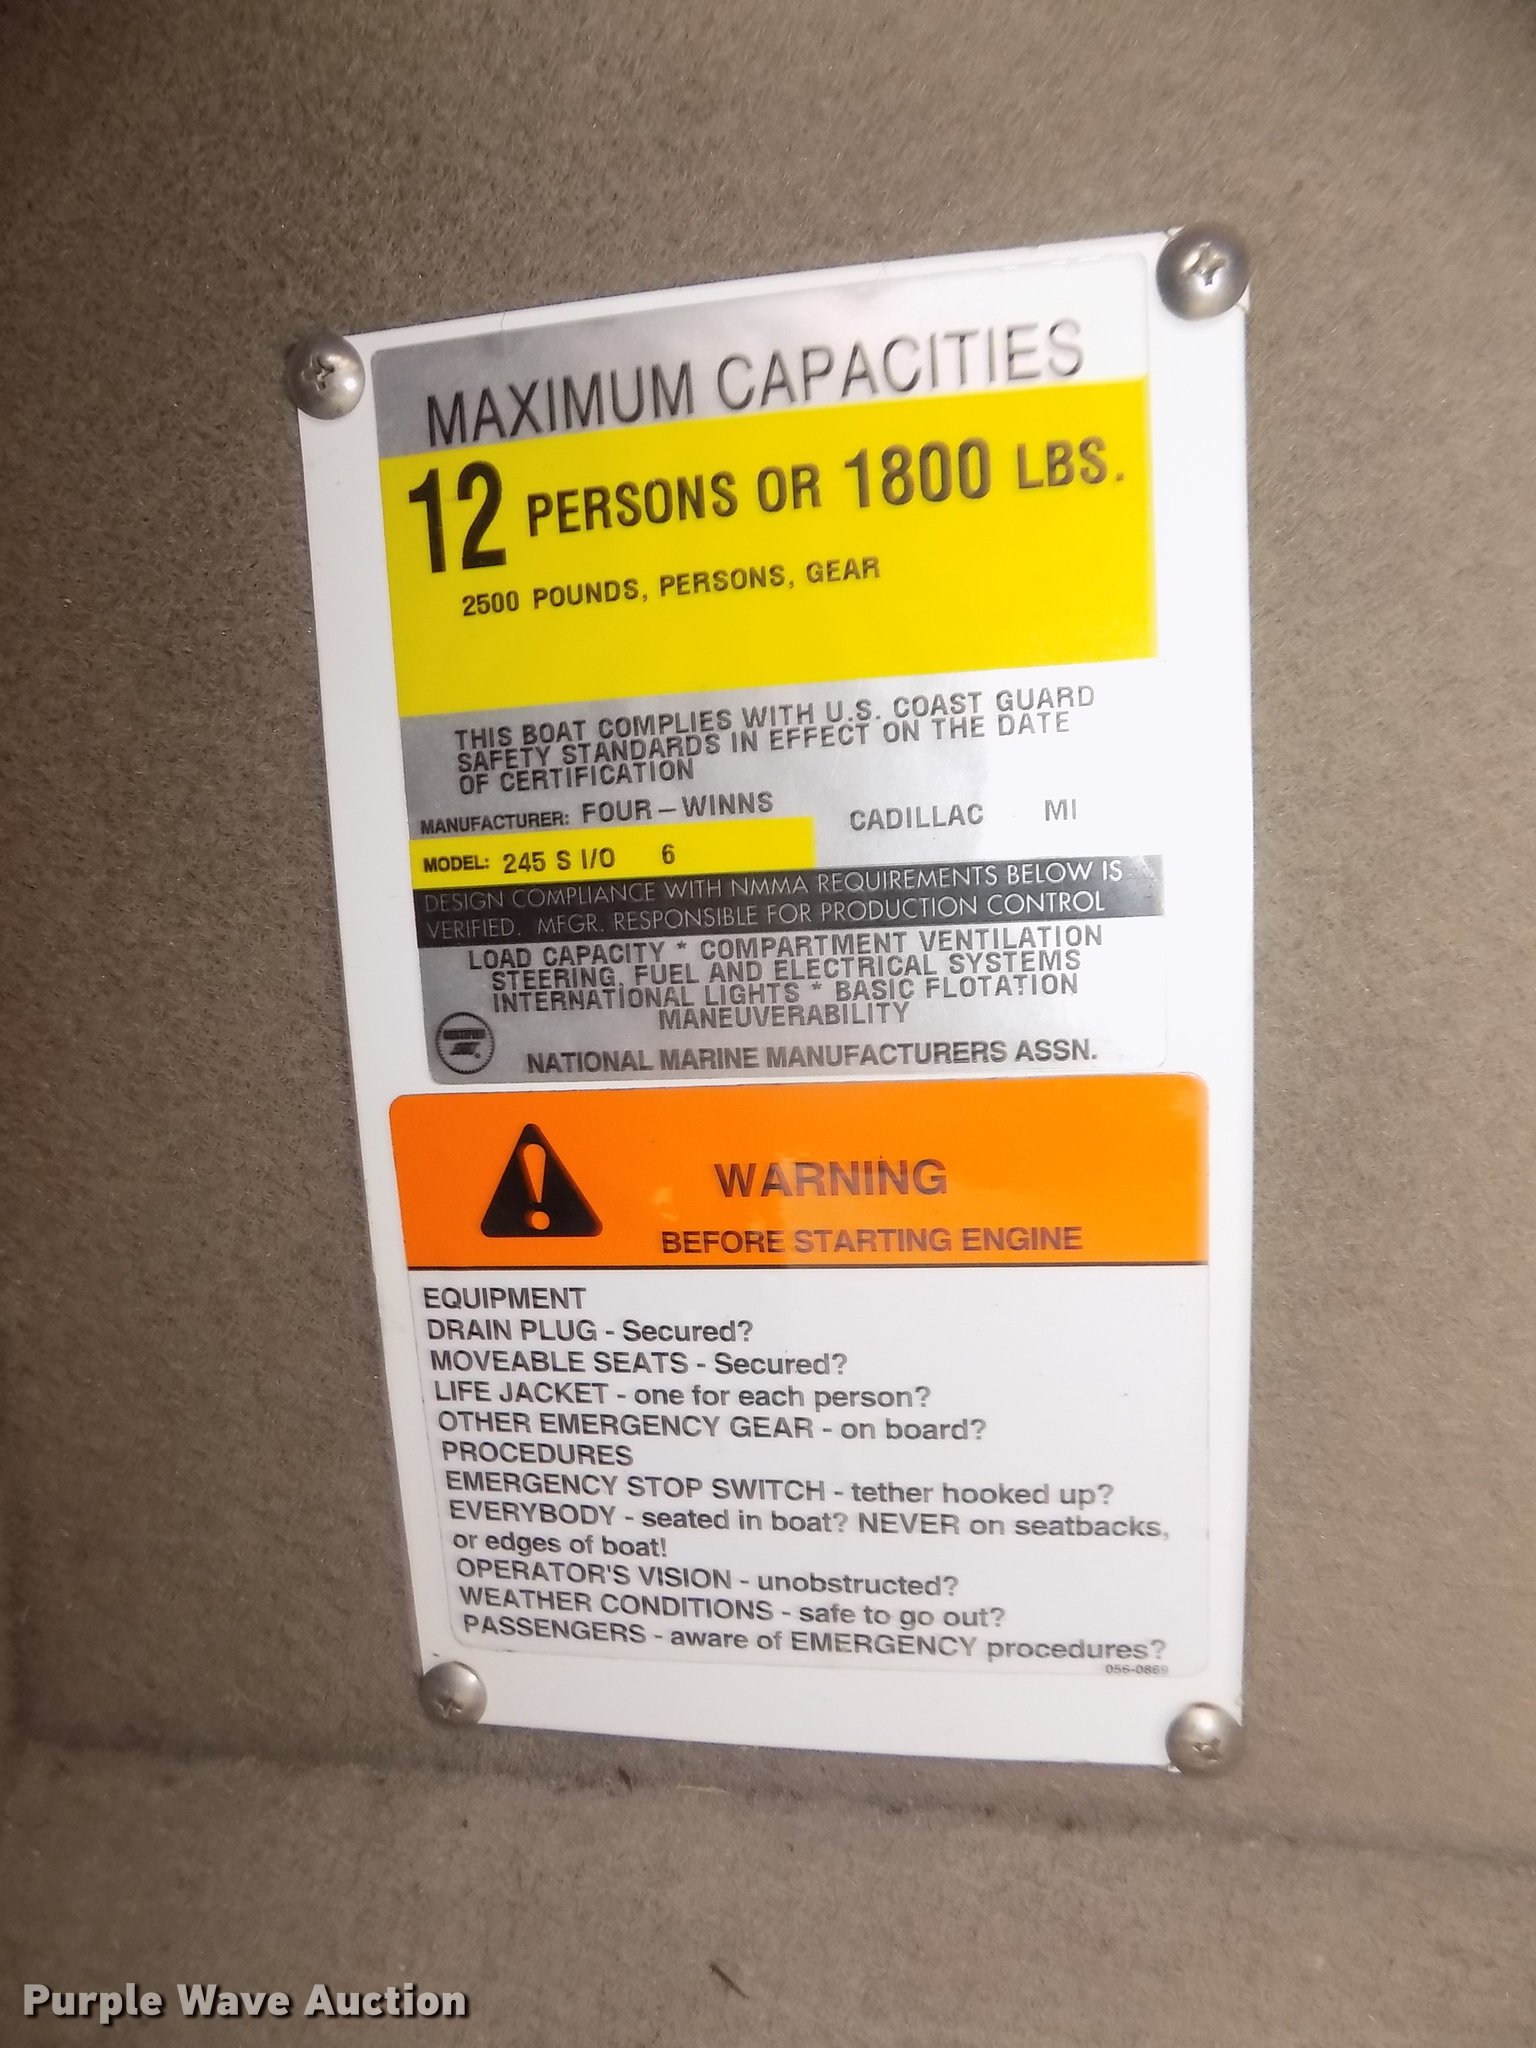 MAXIMUM CAPACITIES
12 PERSONS OR 1800 LBS.
2500 POUNDS, PERSONS, GEAR
THIS BOAT COMPLIES WITH U.S. COAST GUARD
SAFETY STANDARDS IN EFFECT ON THE DATE
OF CERTIFICATION
MANUFACTURER: FOUR-WINNS CADILLAC MI
MODEL: 245 S I/O 6
DESIGN COMPLIANCE WITH NMMA REQUIREMENTS BELOW IS
VERIFIED. MFGR. RESPONSIBLE FOR PRODUCTION CONTROL
LOAD CAPACITY * COMPARTMENT VENTILATION
STEERING, FUEL AND ELECTRICAL SYSTEMS
INTERNATIONAL LIGHTS * BASIC FLOTATION
MANEUVERABILITY
CERTIFIED
NATIONAL MARINE MANUFACTURERS ASSN.
WARNING
BEFORE STARTING ENGINE
EQUIPMENT
DRAIN PLUG - Secured?
MOVEABLE SEATS - Secured?
LIFE JACKET - one for each person?
OTHER EMERGENCY GEAR - on board?
PROCEDURES
EMERGENCY STOP SWITCH - tether hooked up?
EVERYBODY - seated in boat? NEVER on seatbacks,
or edges of boat!
OPERATOR'S VISION - unobstructed?
WEATHER CONDITIONS - safe to go out?
PASSENGERS - aware of EMERGENCY procedures?
056-0869
Purple Wave Auction